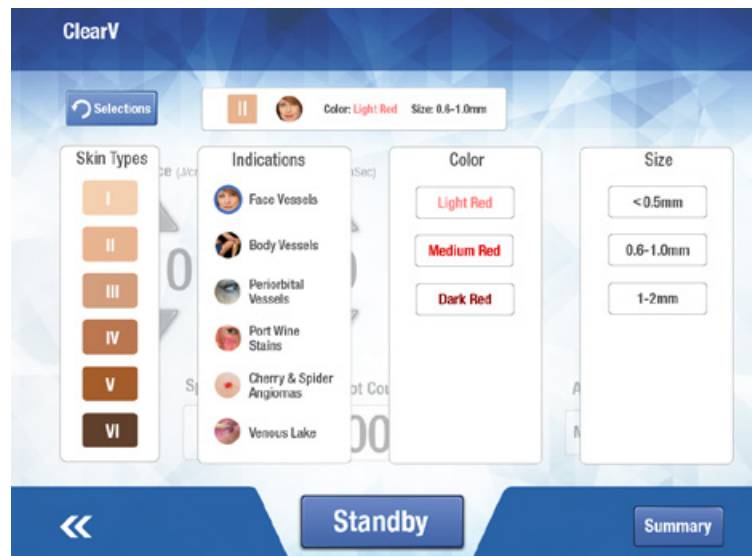 ClearV
Selections
II Color: Light Red Size: 0.6-1.0mm
Skin Types
I
II
III
IV
V
VI
Indications
Face Vessels
Body Vessels
Periorbital
Vessels
Port Wine
Stains
Cherry & Spider
Angiomas
Venous Lake
Color
Light Red
Medium Red
Dark Red
Size
<0.5mm
0.6-1.0mm
1-2mm
Standby
Summary